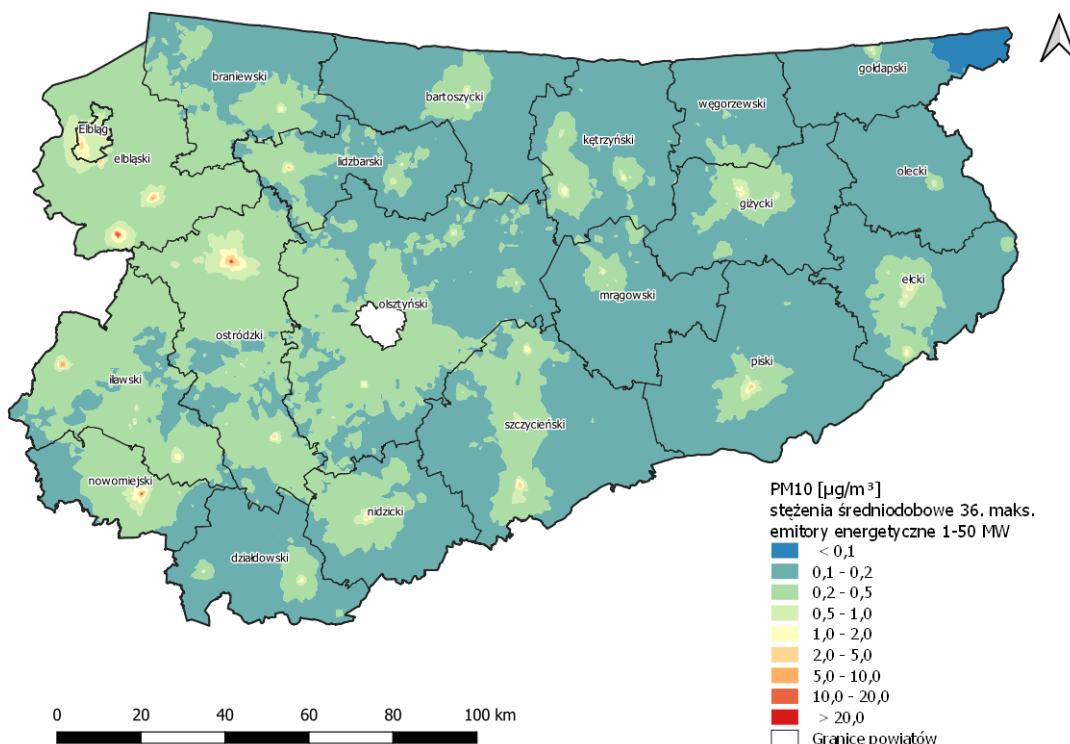 braniewski
bartoszycki
gołdapski
węgorzewski
Elbląg
elbląski
lidzbarski
kętrzyński
olecki
giżycki
ełcki
mrągowski
olsztyński
ostródzki
piski
iławski
szczycieński
nowomiejski
nidzicki
działdowski
PM10 [µg/m³]
stężenia średniodobowe 36. maks.
emitory energetyczne 1-50 MW
< 0,1
0,1 - 0,2
0,2 - 0,5
0,5 - 1,0
1,0 - 2,0
2,0 - 5,0
5,0 - 10,0
10,0 - 20,0
> 20,0
Granice powiatów
0 20 40 60 80 100 km